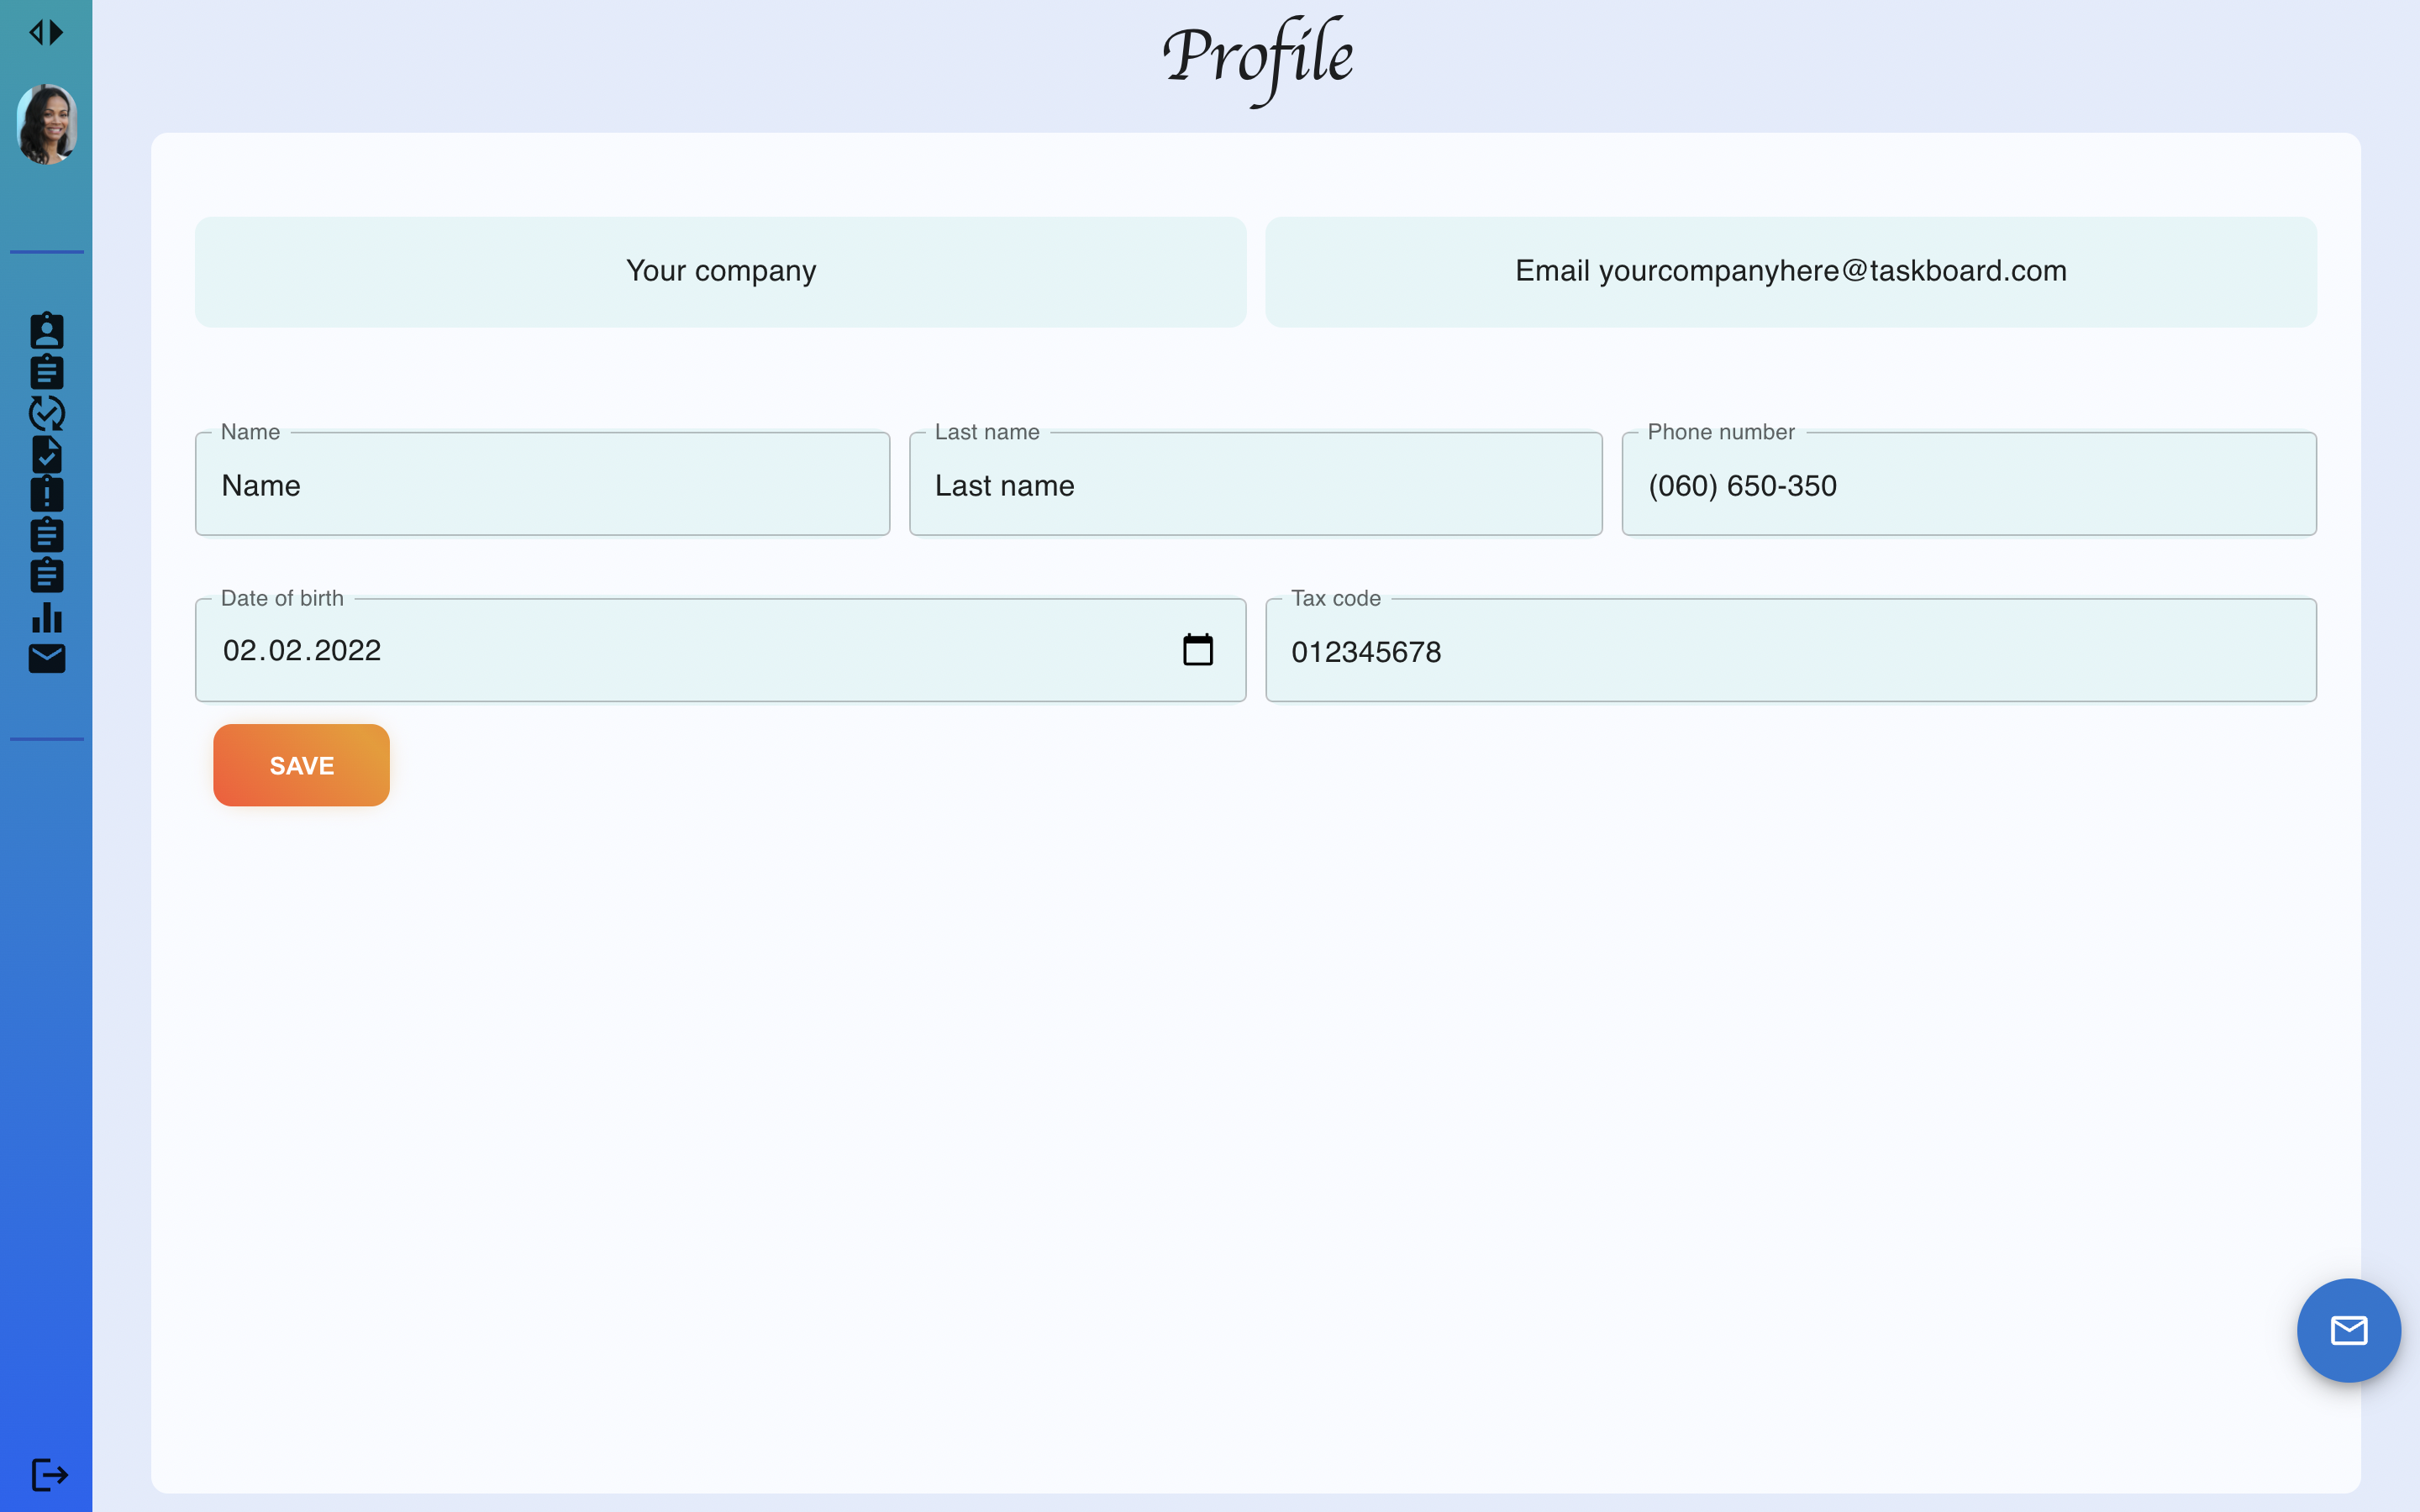 Profile
Your company
Email yourcompanyhere@taskboard.com
Name
Name
Last name
Last name
Phone number
(060) 650-350
Date of birth
02.02.2022
Tax code
012345678
SAVE